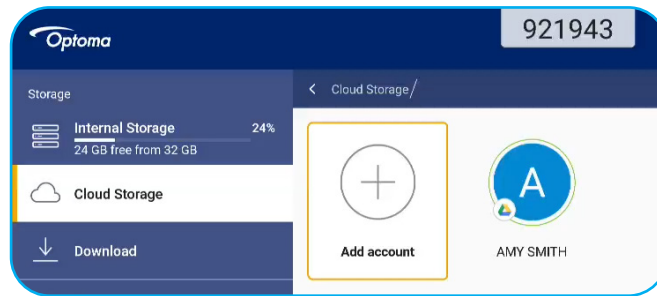 Optoma
921943
Storage
Cloud Storage/
Internal Storage 24%
24 GB free from 32 GB
Cloud Storage
Download
A
Add account
AMY SMITH